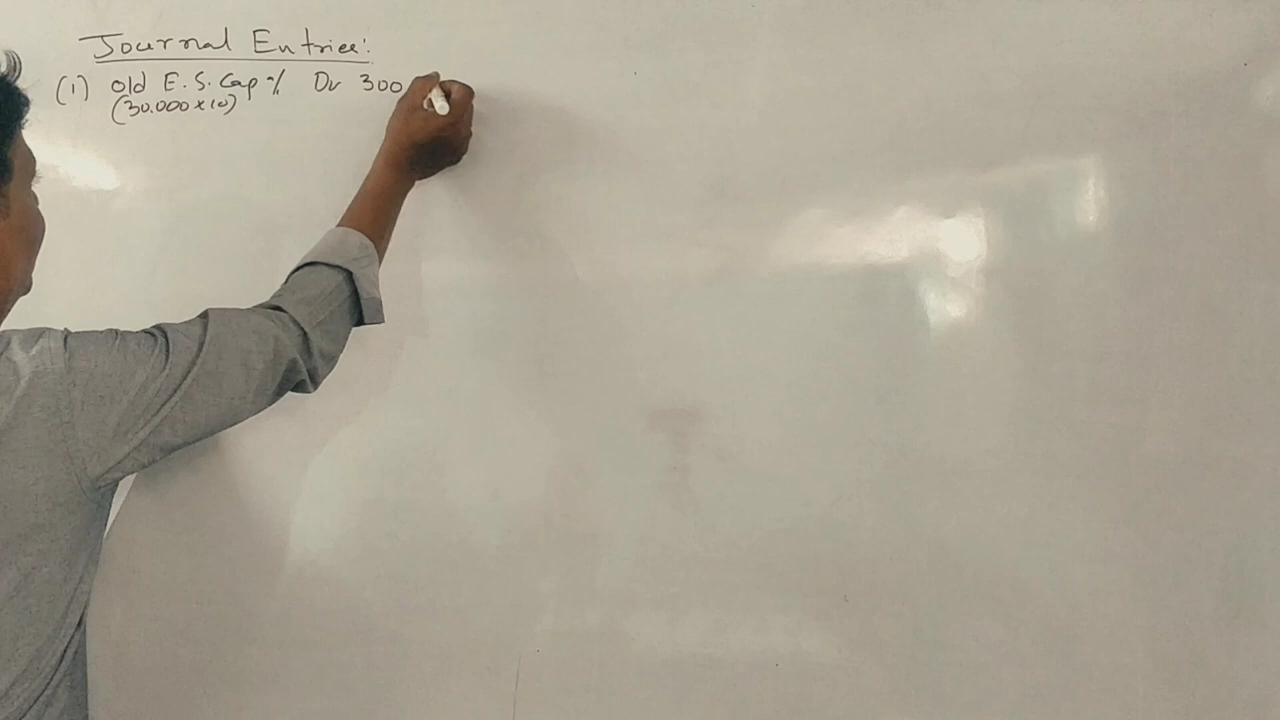 Journal Entries:
(1) old E. S. Cap % Dr 300
(30.000 × 10)